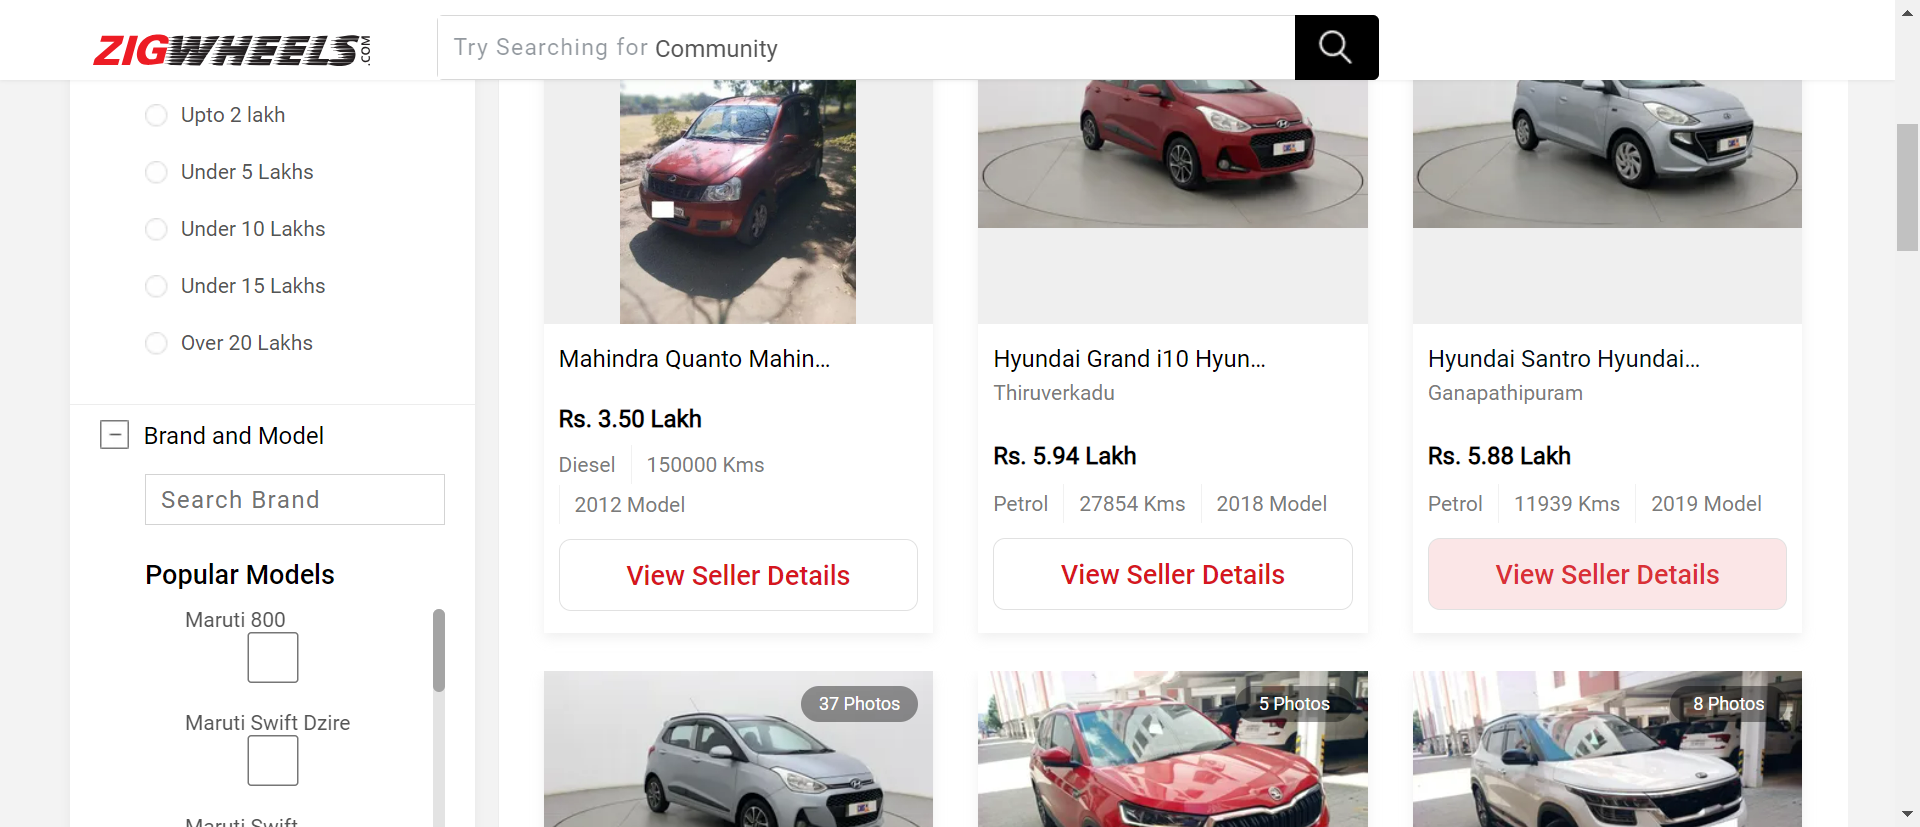 ZIGWHEELS.COM
Try Searching for Community
Upto 2 lakh
Under 5 Lakhs
Under 10 Lakhs
Under 15 Lakhs
Over 20 Lakhs
Brand and Model
Search Brand
Popular Models
Maruti 800
Maruti Swift Dzire
Maruti Swift
Mahindra Quanto Mahin...
Rs. 3.50 Lakh
Diesel
150000 Kms
2012 Model
View Seller Details
Hyundai Grand i10 Hyun...
Thiruverkadu
Rs. 5.94 Lakh
Petrol
27854 Kms
2018 Model
View Seller Details
Hyundai Santro Hyundai...
Ganapathipuram
Rs. 5.88 Lakh
Petrol
11939 Kms
2019 Model
View Seller Details
37 Photos
5 Photos
8 Photos